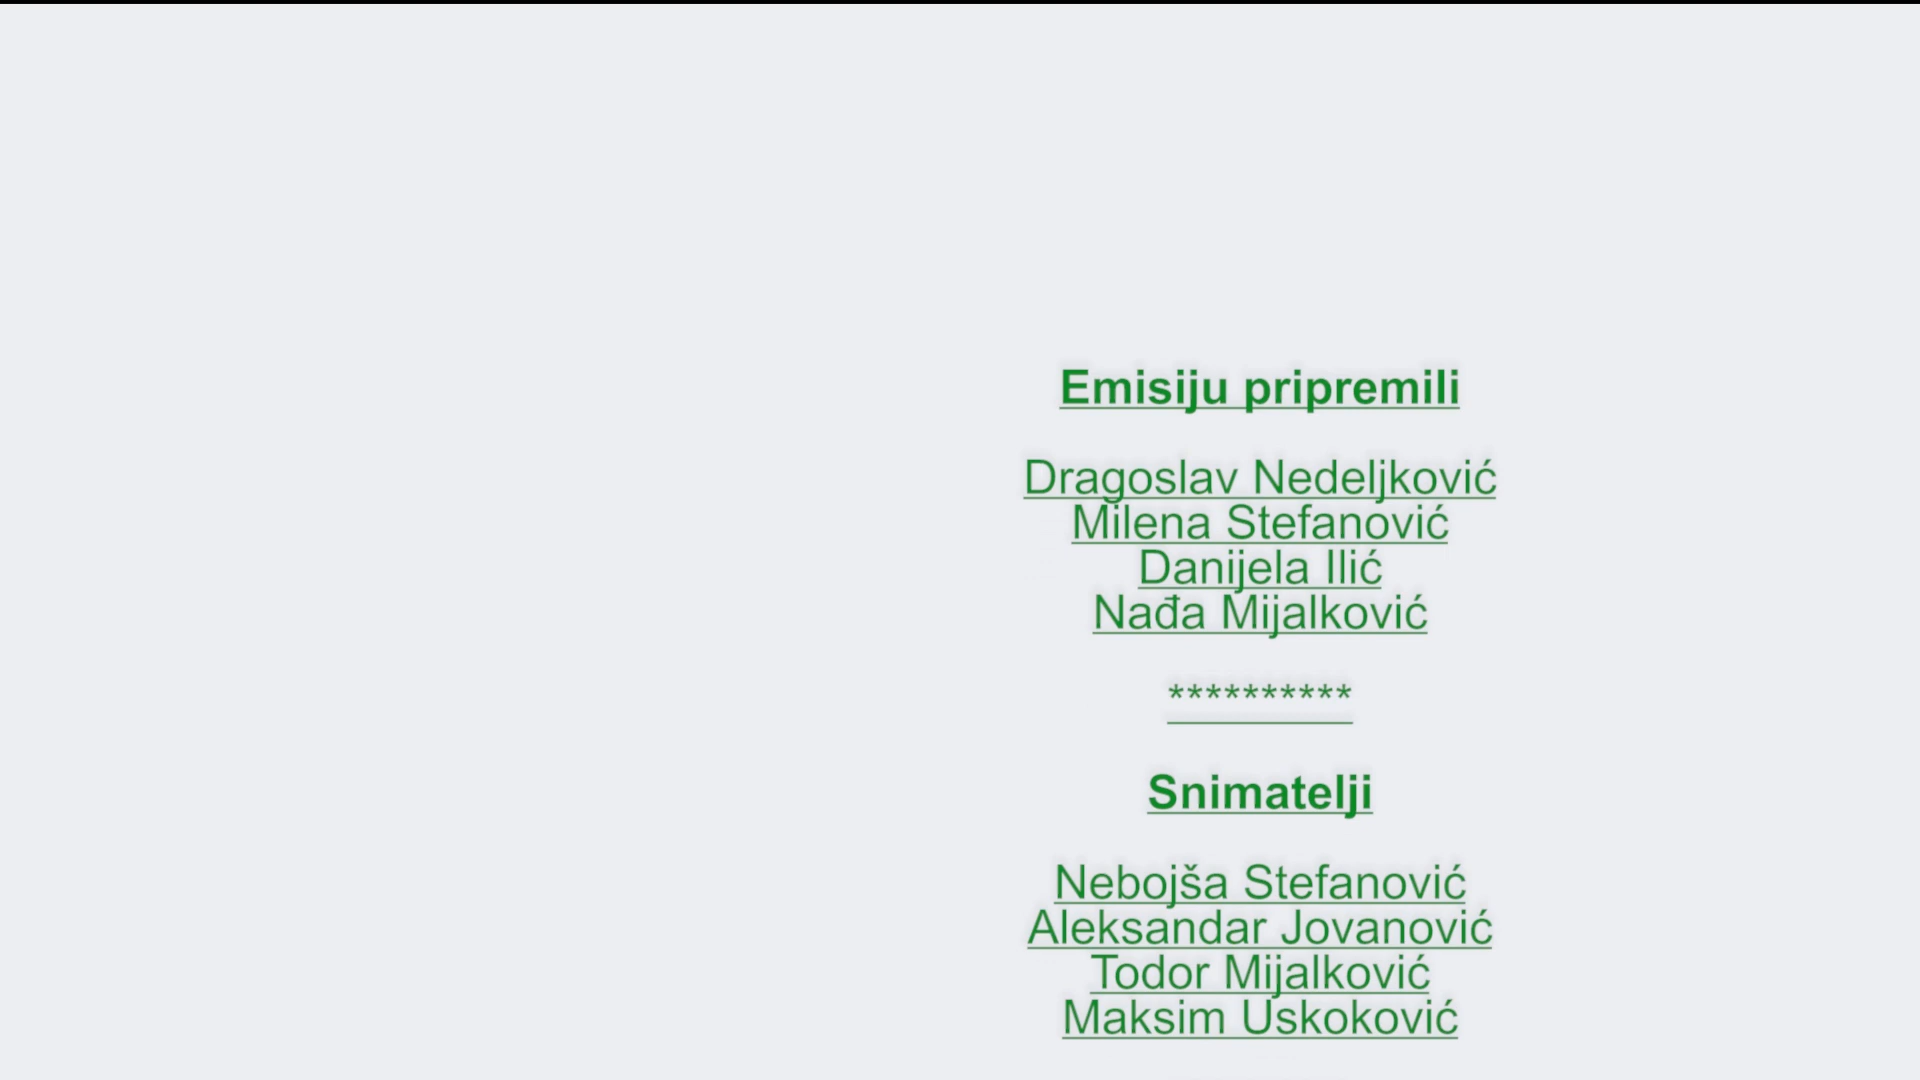 Emisiju pripremili
Dragoslav Nedeljković
Milena Stefanović
Danijela Ilić
Nađa Mijalković
**********
Snimatelji
Nebojša Stefanović
Aleksandar Jovanović
Todor Mijalković
Maksim Uskoković